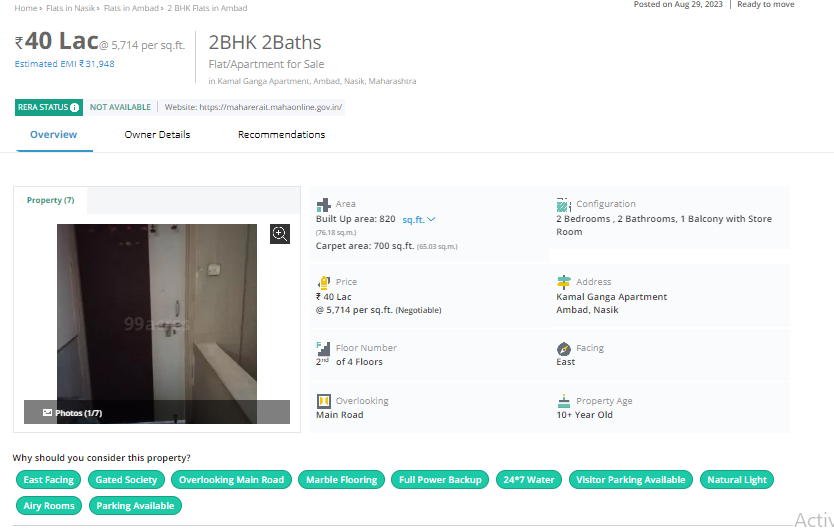 Home> Flats in Nasik> Flats in Ambad> 2 BHK Flats in Ambad
Posted on Aug 29, 2023 | Ready to move
₹40 Lac@ 5,714 per sq.ft.
Estimated EMI ₹31,948
2BHK 2Baths
Flat/Apartment for Sale
in Kamal Ganga Apartment, Ambad, Nasik, Maharashtra
RERA STATUS i NOT AVAILABLE | Website: https://maharerait.mahaonline.gov.in/
Overview Owner Details Recommendations
Property (7)
99acres
Photos (1/7)
Area
Built Up area: 820 sq.ft.
(76.18 sq.m.)
Carpet area: 700 sq.ft. (65.03 sq.m.)
Configuration
2 Bedrooms , 2 Bathrooms, 1 Balcony with Store
Room
Price
₹ 40 Lac
@ 5,714 per sq.ft. (Negotiable)
Address
Kamal Ganga Apartment
Ambad, Nasik
Floor Number
2nd of 4 Floors
Facing
East
Overlooking
Main Road
Property Age
10+ Year Old
Why should you consider this property?
East Facing Gated Society Overlooking Main Road Marble Flooring Full Power Backup 24*7 Water Visitor Parking Available Natural Light
Airy Rooms Parking Available
Activ